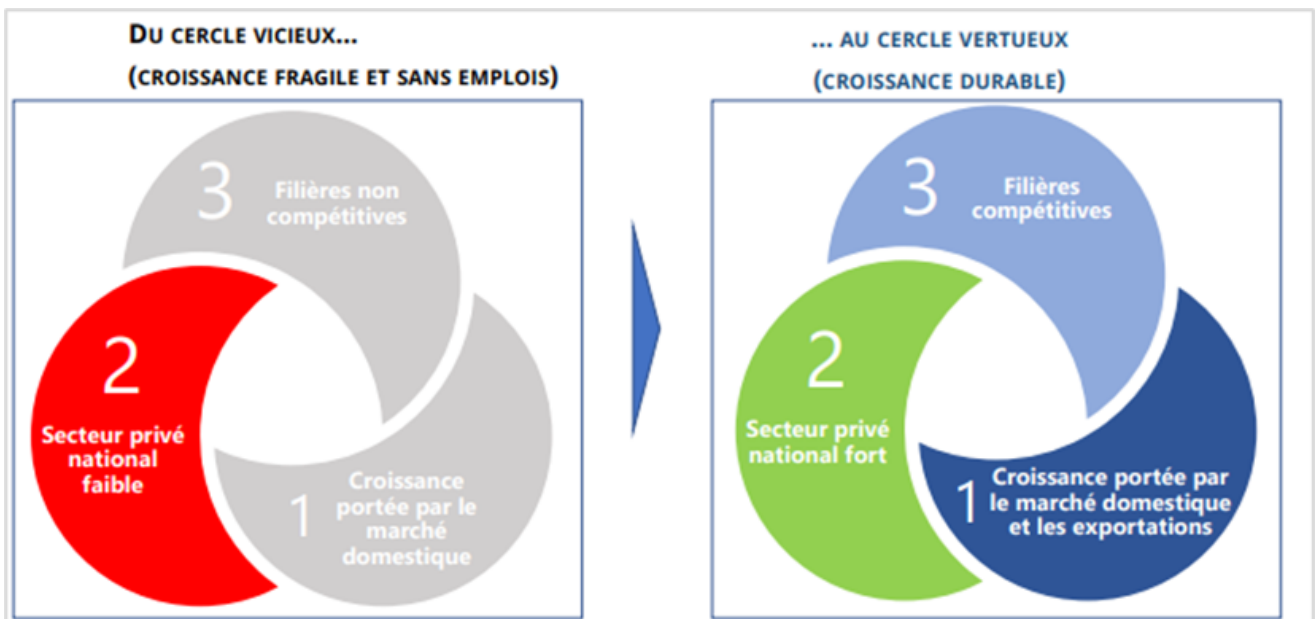 DU CERCLE VICIEUX...
(CROISSANCE FRAGILE ET SANS EMPLOIS)
3
Filières non
compétitives
2
Secteur privé
national
faible
1
Croissance
portée par le
marché
domestique
... AU CERCLE VERTUEUX
(CROISSANCE DURABLE)
3
Filières
compétitives
2
Secteur privé
national fort
1
Croissance portée par
le marché domestique
et les exportations